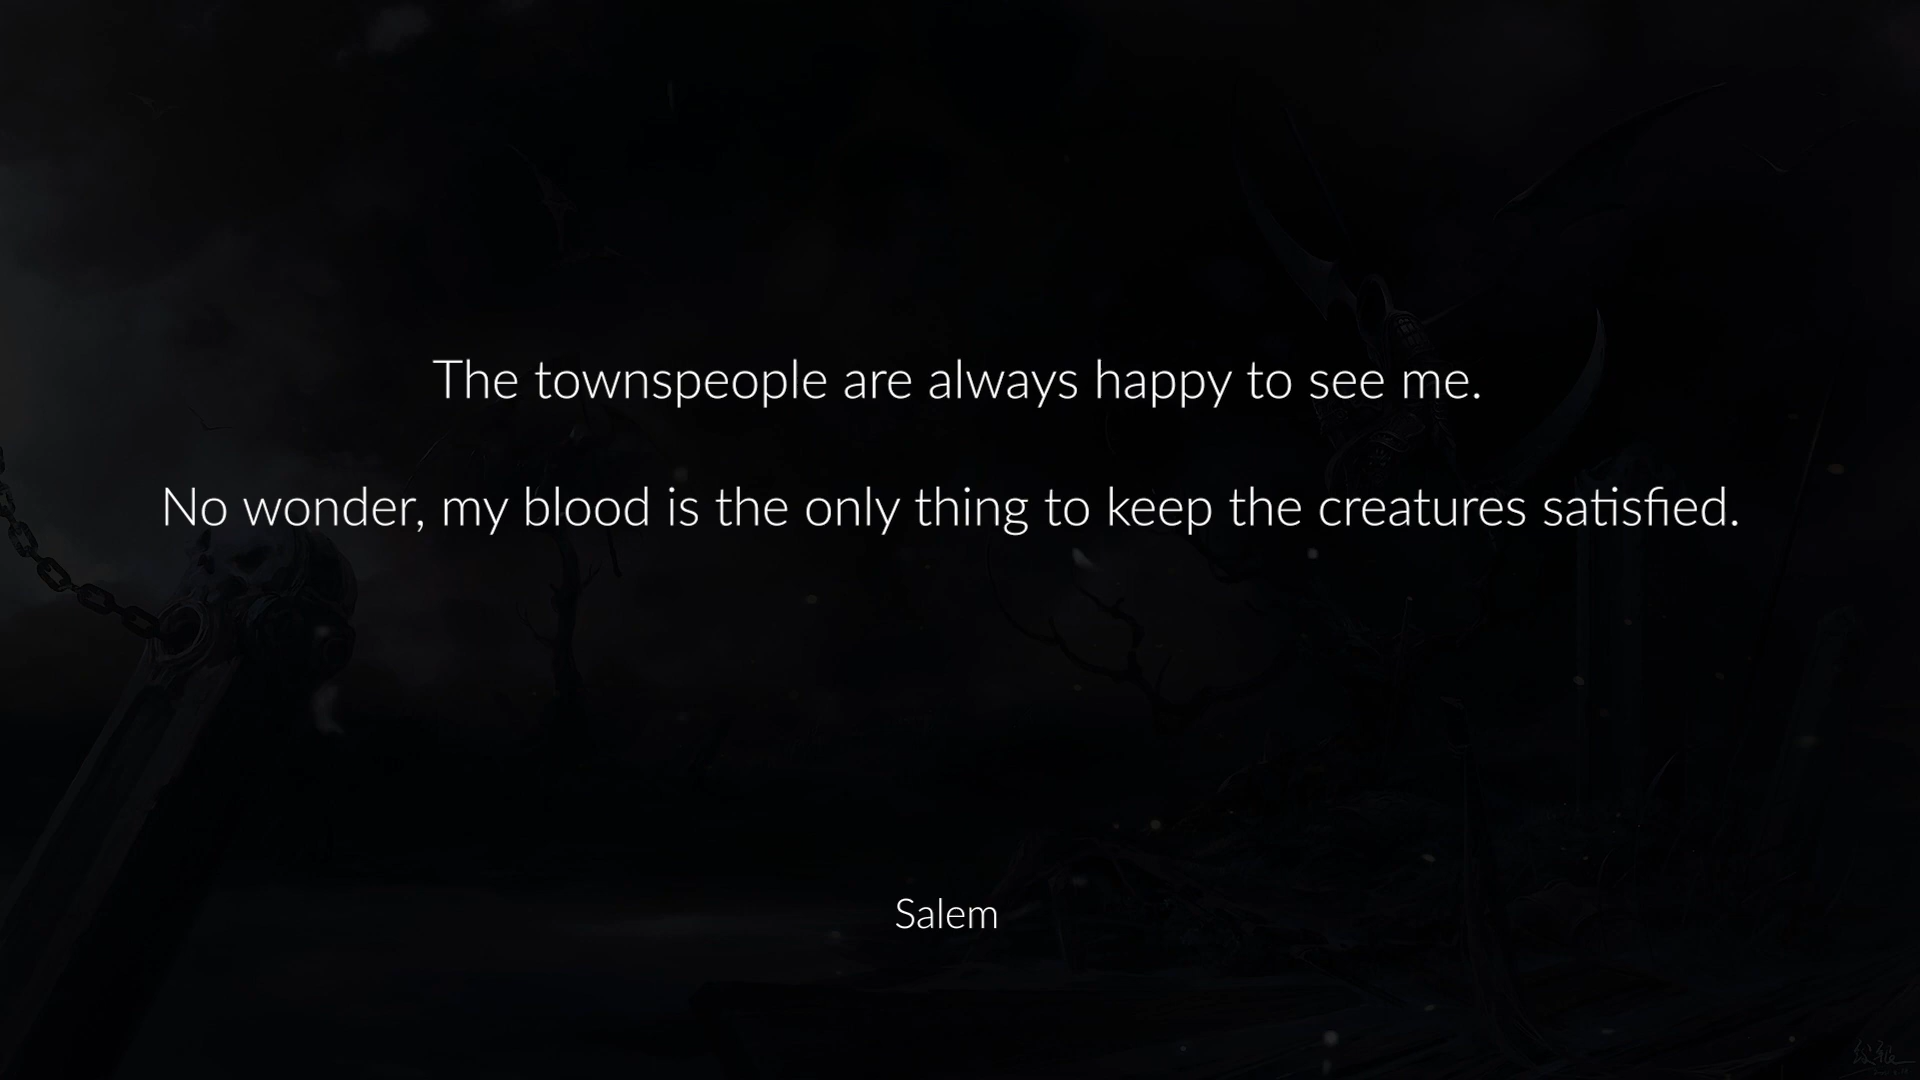 The townspeople are always happy to see me.
No wonder, my blood is the only thing to keep the creatures satisfied.
Salem